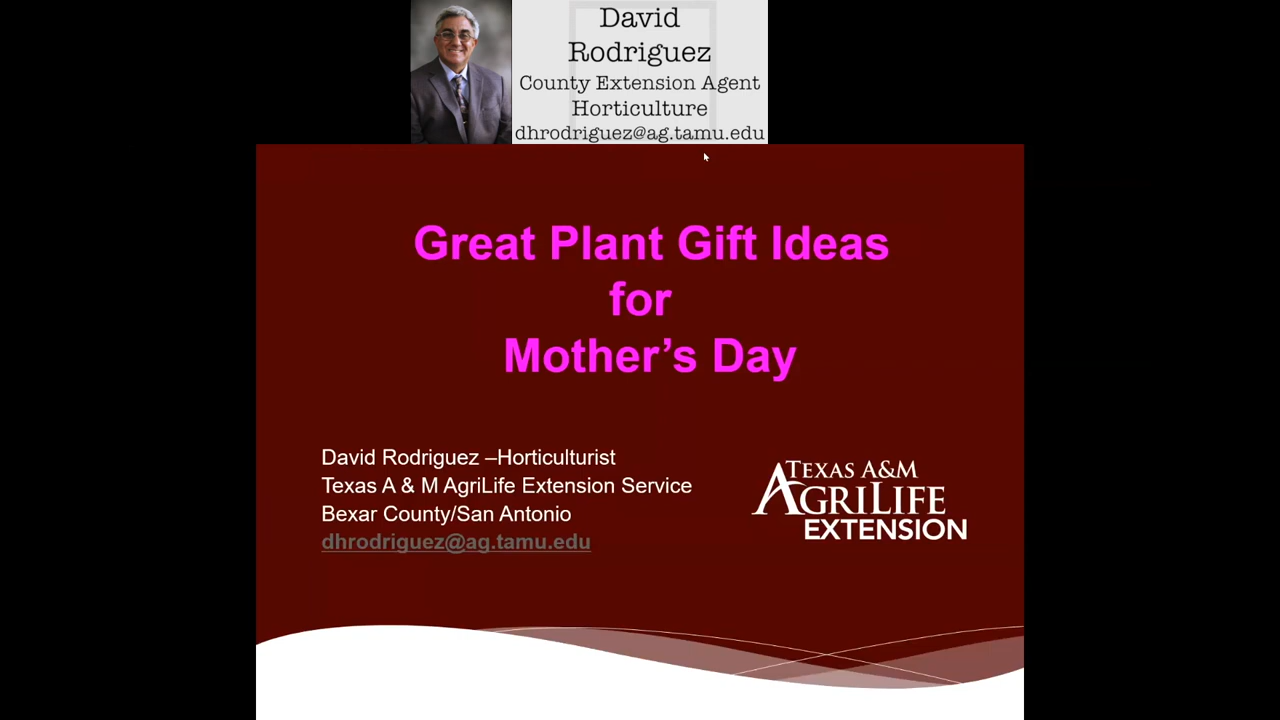 David
Rodriguez
County Extension Agent
Horticulture
dhrodriguez@ag.tamu.edu
Great Plant Gift Ideas
for
Mother’s Day
David Rodriguez –Horticulturist
Texas A & M AgriLife Extension Service
Bexar County/San Antonio
dhrodriguez@ag.tamu.edu
TEXAS A&M
AGRILIFE
EXTENSION